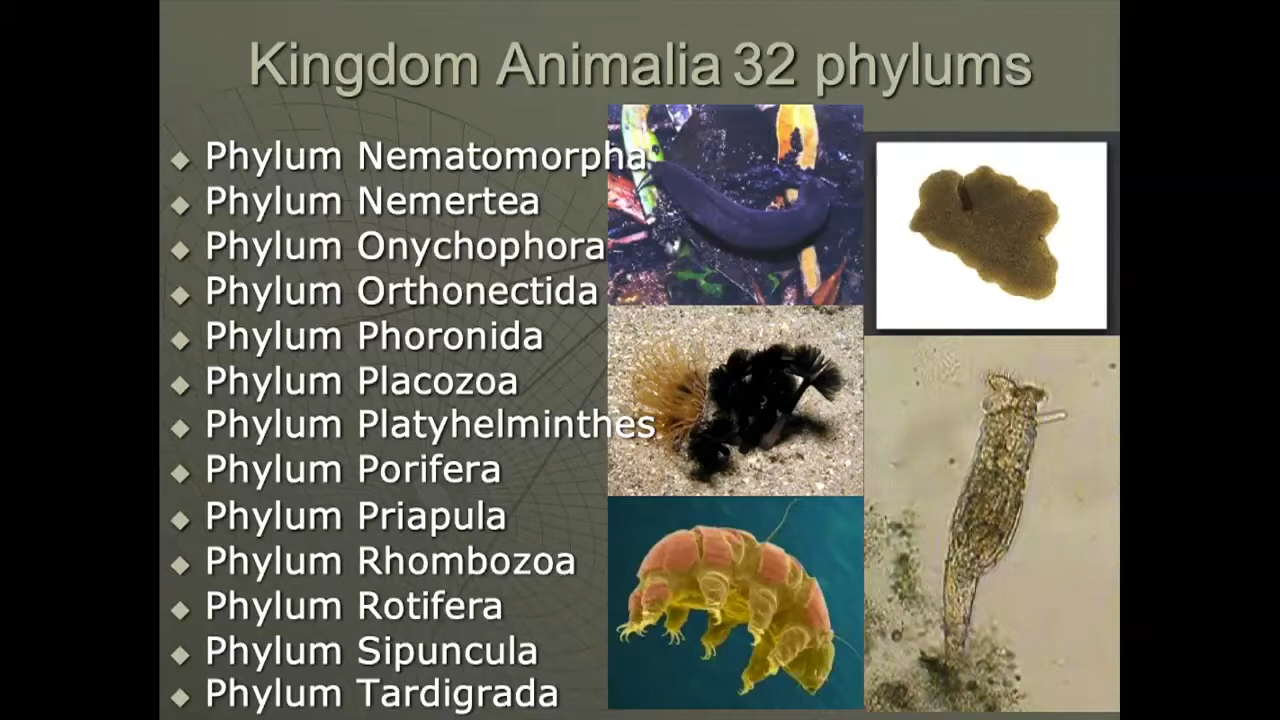 Kingdom Animalia 32 phylums
Phylum Nematomorpha
Phylum Nemertea
Phylum Onychophora
Phylum Orthonectida
Phylum Phoronida
Phylum Placozoa
Phylum Platyhelminthes
Phylum Porifera
Phylum Priapula
Phylum Rhombozoa
Phylum Rotifera
Phylum Sipuncula
Phylum Tardigrada